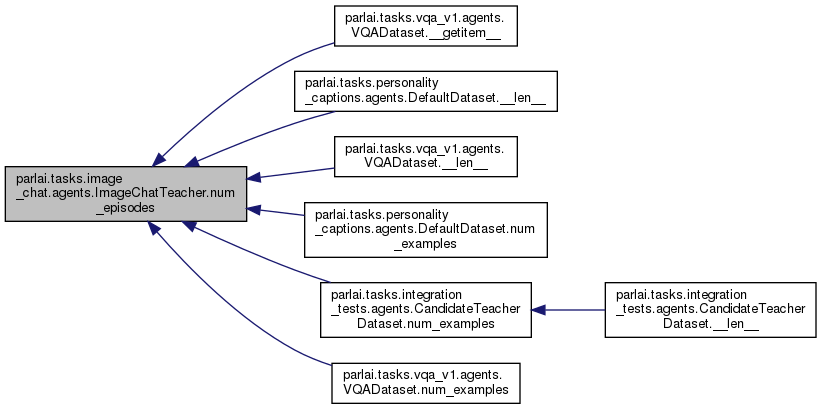 parlai.tasks.vqa_v1.agents.
VQADataset.__getitem__
parlai.tasks.personality
_captions.agents.DefaultDataset.__len__
parlai.tasks.vqa_v1.agents.
VQADataset.__len__
parlai.tasks.image
_chat.agents.ImageChatTeacher.num
_episodes
parlai.tasks.personality
_captions.agents.DefaultDataset.num
_examples
parlai.tasks.integration
_tests.agents.CandidateTeacher
Dataset.num_examples
parlai.tasks.integration
_tests.agents.CandidateTeacher
Dataset.__len__
parlai.tasks.vqa_v1.agents.
VQADataset.num_examples